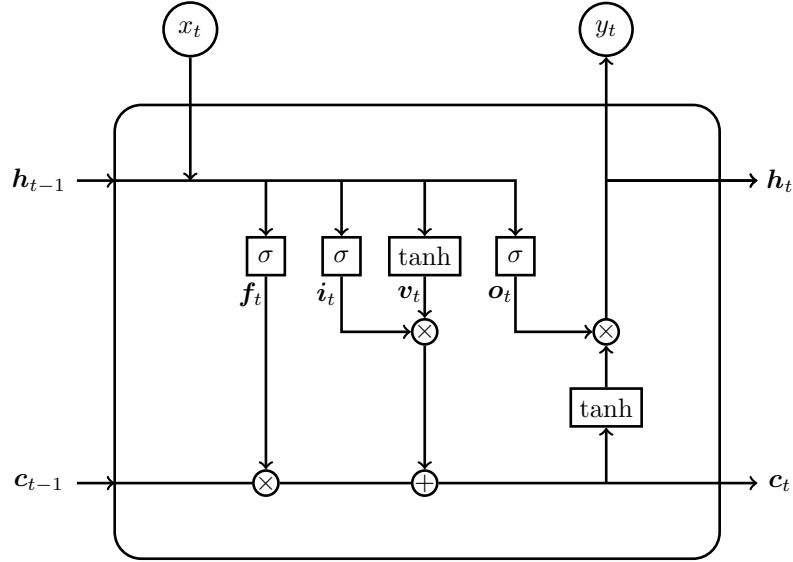 x_t y_t
h_{t−1} h_t
σ σ tanh σ
f_t i_t v_t o_t
× ×
tanh
c_{t−1} × + c_t